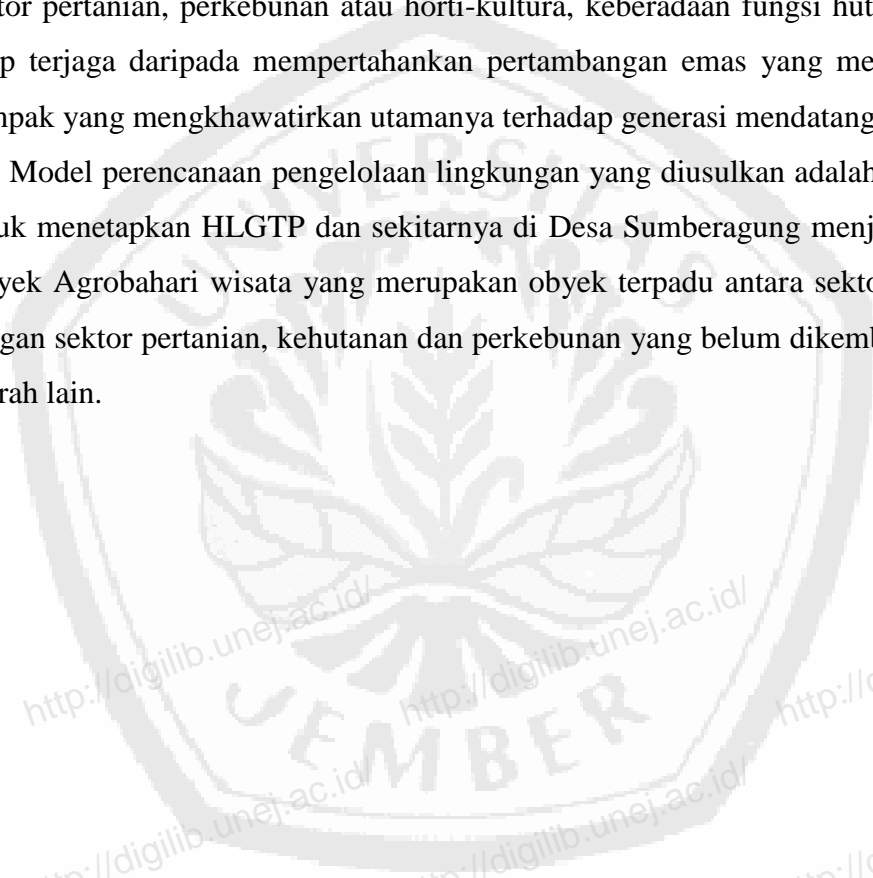 tor pertanian, perkebunan atau horti-kultura, keberadaan fungsi hut
p terjaga daripada mempertahankan pertambangan emas yang me
npak yang mengkhawatirkan utamanya terhadap generasi mendatang
Model perencanaan pengelolaan lingkungan yang diusulkan adalah
uk menetapkan HLGTP dan sekitarnya di Desa Sumberagung menj
yek Agrobahari wisata yang merupakan obyek terpadu antara sekto
gan sektor pertanian, kehutanan dan perkebunan yang belum dikemb
rah lain.
UNIVERSITAS
JEMBER
http://digilib.unej.ac.id/
http://digilib.unej.ac.id/
http://d
http://digilib.unej.ac.id/
http://digilib.unej.ac.id/
http://d